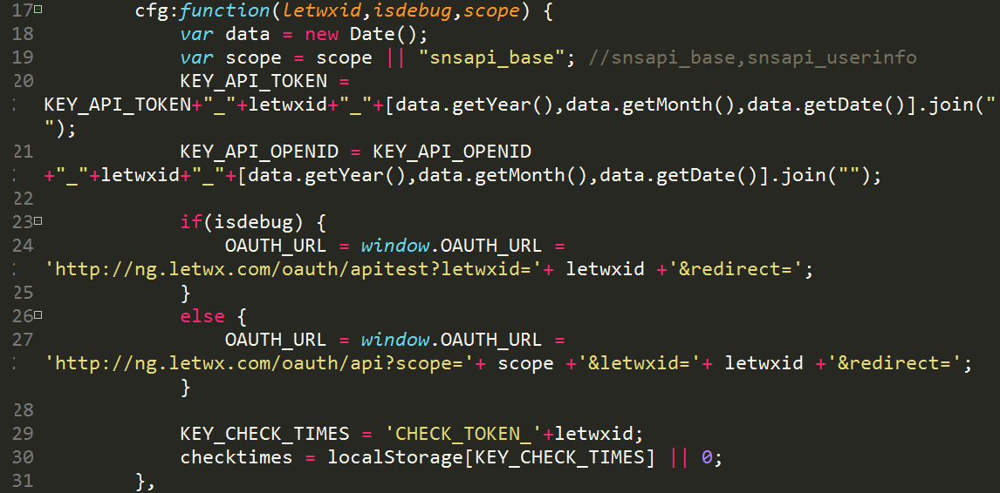 17 cfg:function(letwxid,isdebug,scope) {
18 var data = new Date();
19 var scope = scope || "snsapi_base"; //snsapi_base,snsapi_userinfo
20 KEY_API_TOKEN =
KEY_API_TOKEN+"_"+letwxid+"_"+[data.getYear(),data.getMonth(),data.getDate()].join("
");
21 KEY_API_OPENID = KEY_API_OPENID
+"_"+letwxid+"_"+[data.getYear(),data.getMonth(),data.getDate()].join("");
22
23 if(isdebug) {
24 OAUTH_URL = window.OAUTH_URL =
'http://ng.letwx.com/oauth/apitest?letwxid='+ letwxid +'&redirect=';
25 }
26 else {
27 OAUTH_URL = window.OAUTH_URL =
'http://ng.letwx.com/oauth/api?scope='+ scope +'&letwxid='+ letwxid +'&redirect=';
}
28
29 KEY_CHECK_TIMES = 'CHECK_TOKEN_'+letwxid;
30 checktimes = localStorage[KEY_CHECK_TIMES] || 0;
31 },